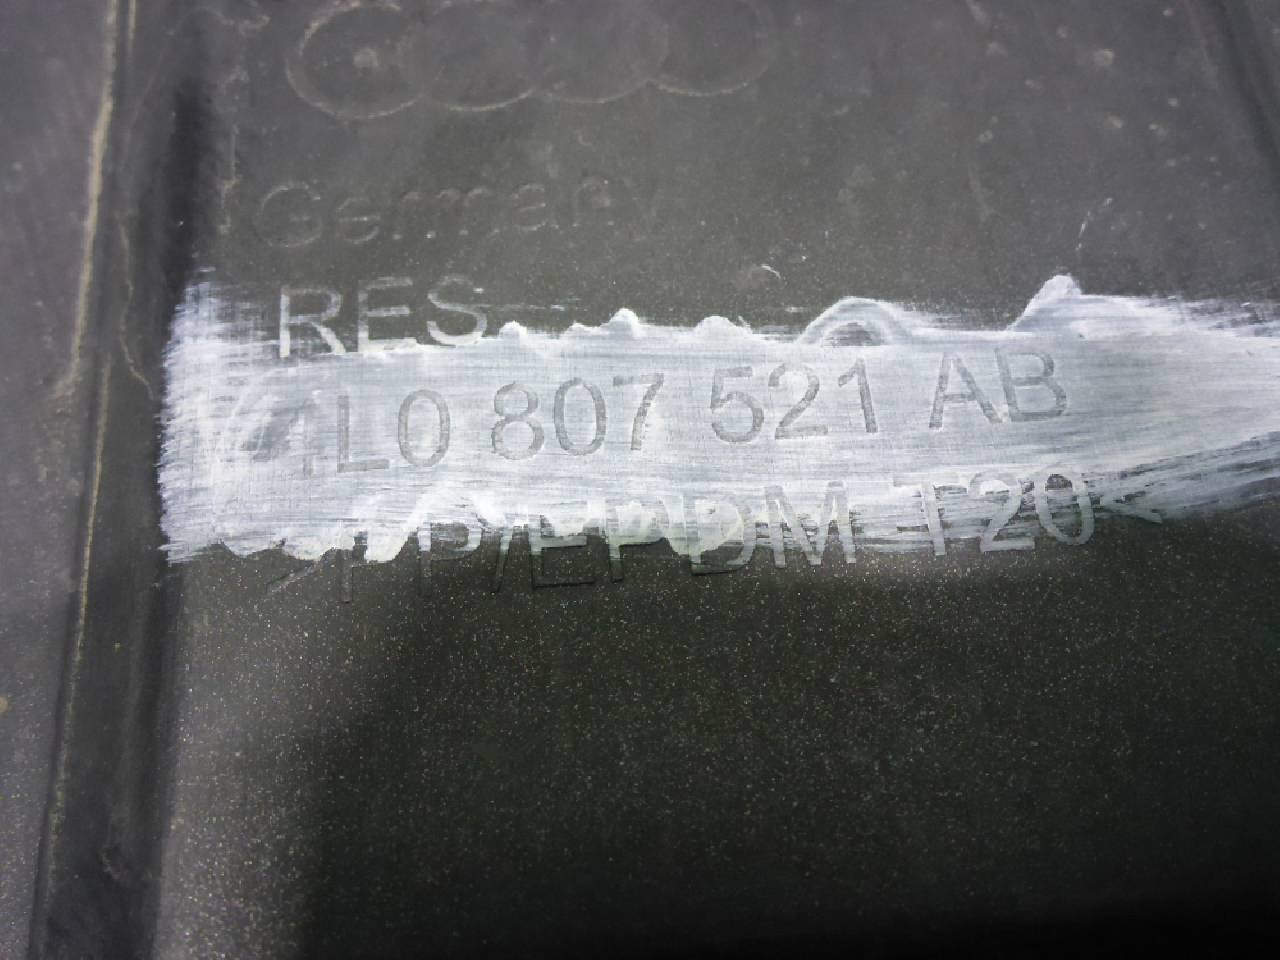 Germany
RES
4L0 807 521 AB
>PP/EPDM T20<